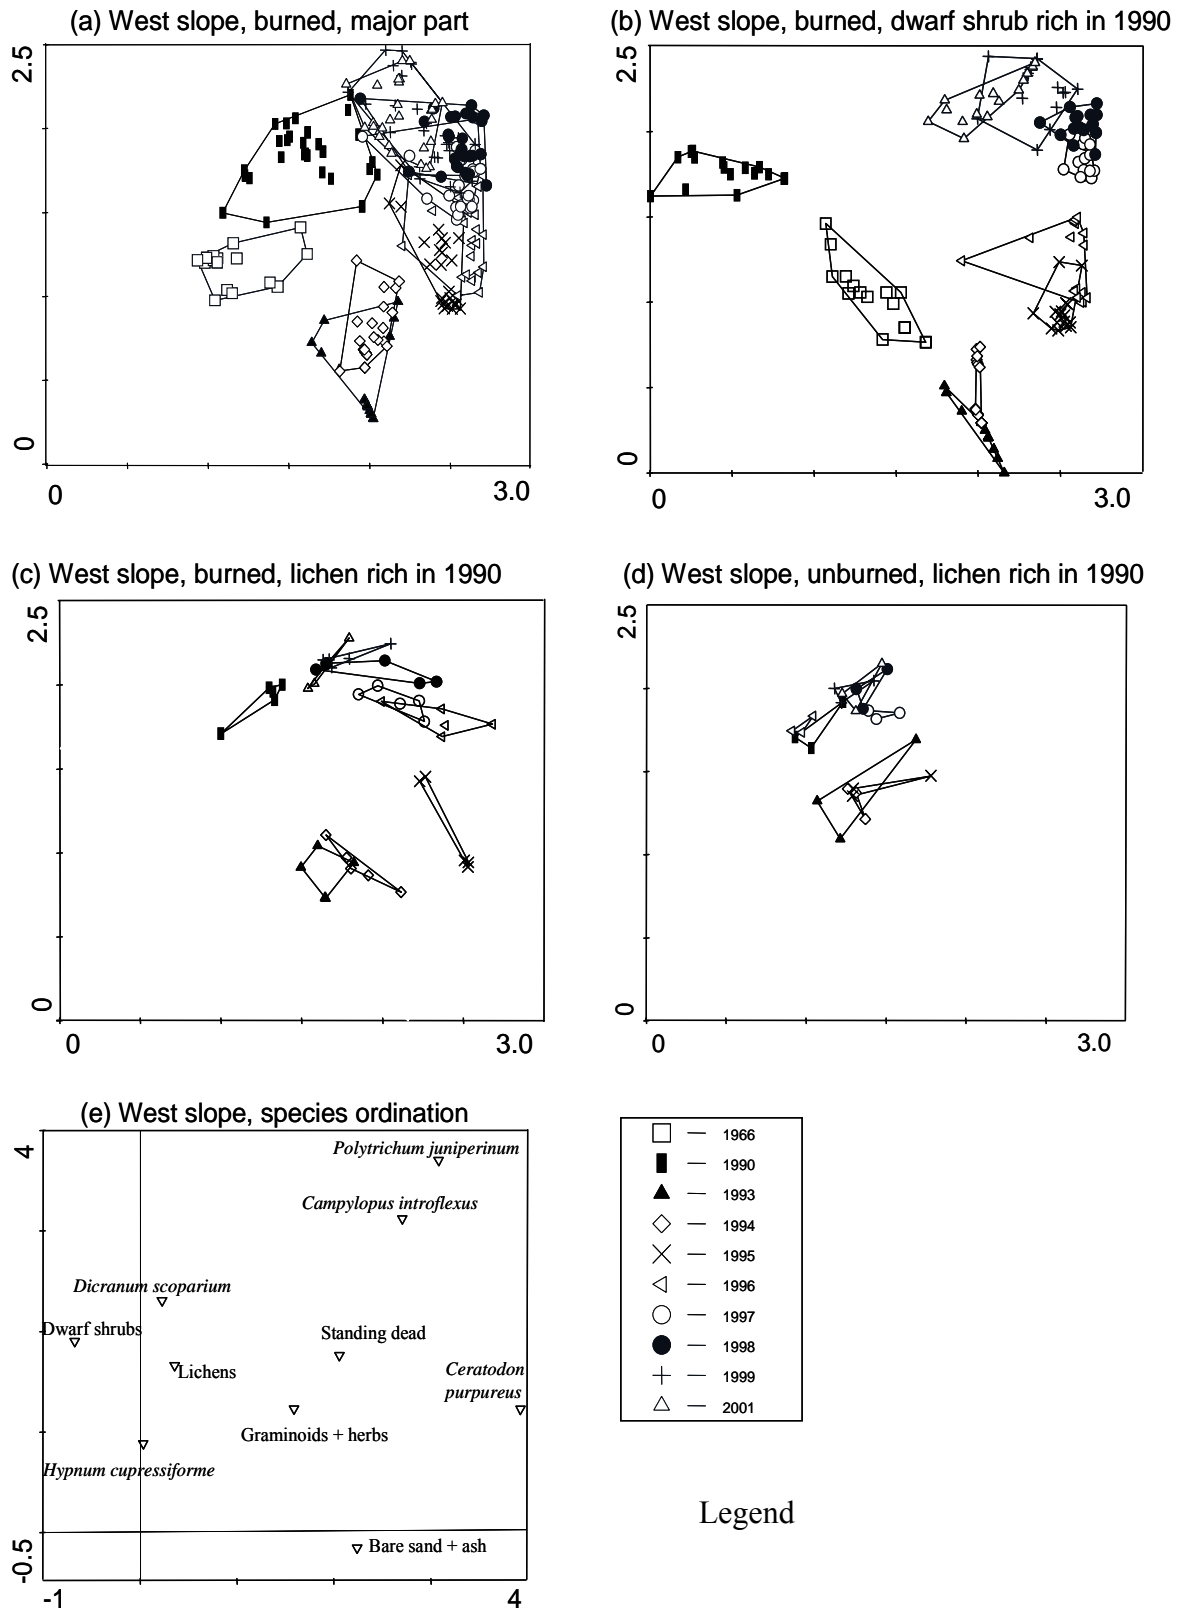 (a) West slope, burned, major part
(b) West slope, burned, dwarf shrub rich in 1990
2.5
0
0
3.0
2.5
0
0
3.0
(c) West slope, burned, lichen rich in 1990
(d) West slope, unburned, lichen rich in 1990
2.5
0
0
3.0
2.5
0
0
3.0
(e) West slope, species ordination
4
Polytrichum juniperinum
Campylopus introflexus
Dicranum scoparium
Dwarf shrubs
Standing dead
Lichens
Ceratodon
purpureus
Graminoids + herbs
Hypnum cupressiforme
Bare sand + ash
-0.5
-1
4
1966
1990
1993
1994
1995
1996
1997
1998
1999
2001
Legend